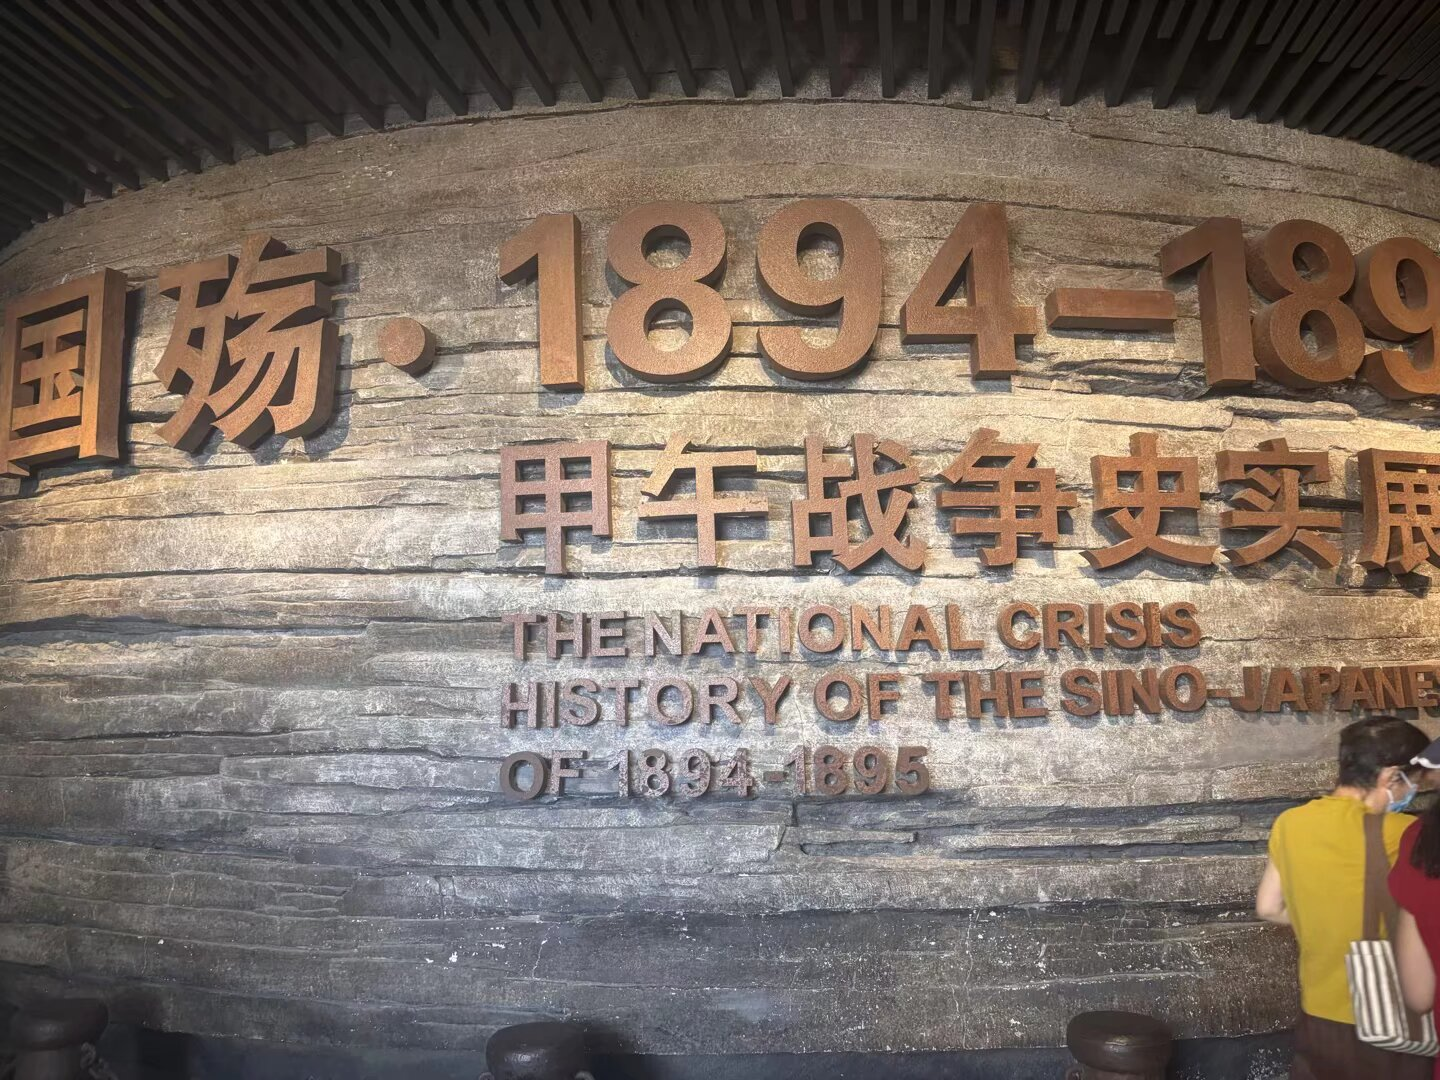 国殇·1894-189
甲午战争史实展
THE NATIONAL CRISIS
HISTORY OF THE SINO-JAPANE
OF 1894-1895